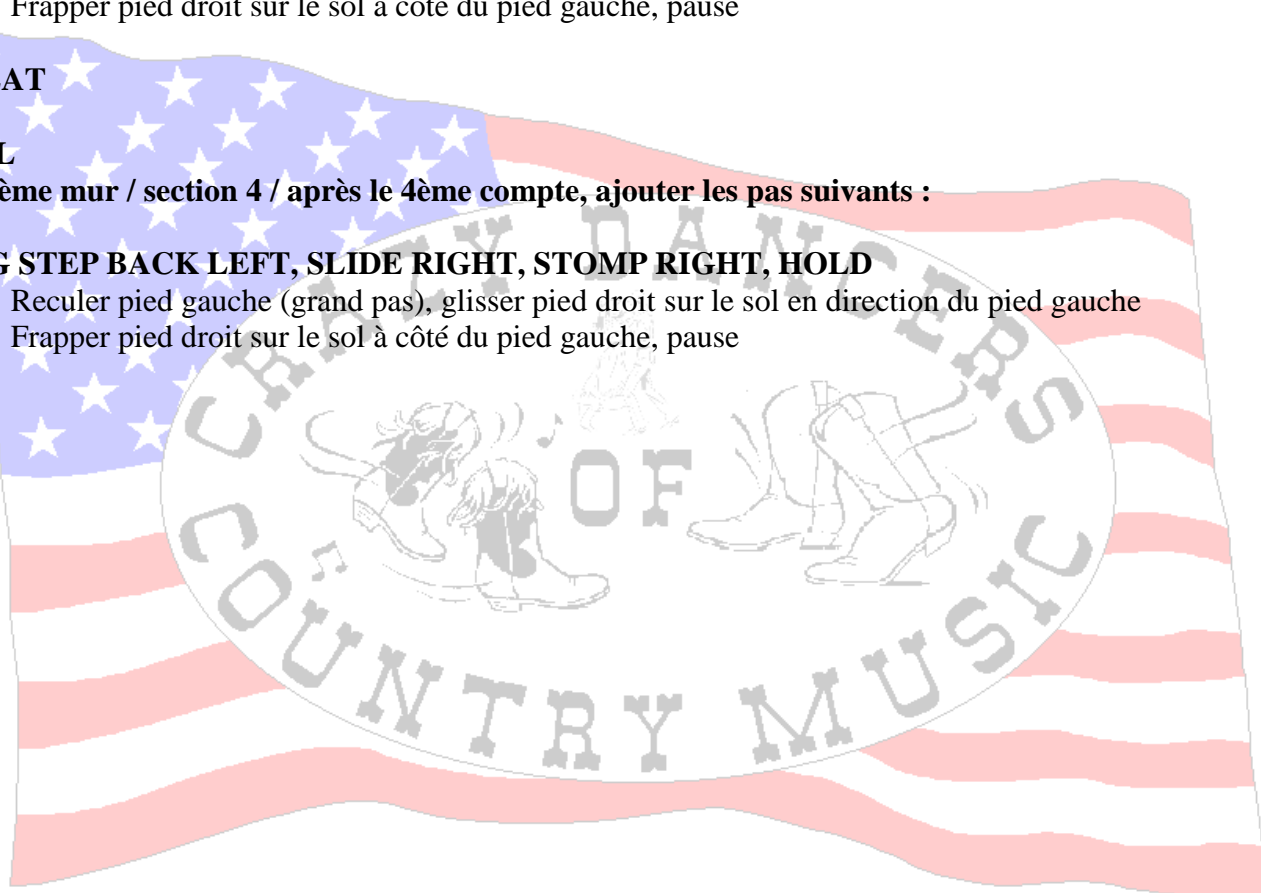 Frapper pied droit sur le sol à côté du pied gauche, pause
EAT
L
ème mur / section 4 / après le 4ème compte, ajouter les pas suivants :
G STEP BACK LEFT, SLIDE RIGHT, STOMP RIGHT, HOLD
Reculer pied gauche (grand pas), glisser pied droit sur le sol en direction du pied gauche
Frapper pied droit sur le sol à côté du pied gauche, pause
CRAZY DANCERS
OF
COUNTRY MUSIC